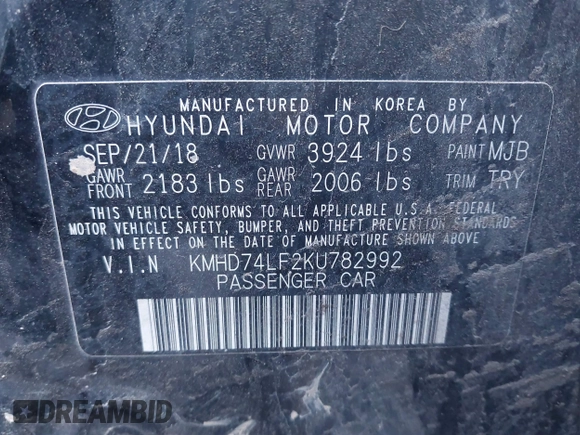 MANUFACTURED IN KOREA BY
HYUNDAI MOTOR COMPANY
SEP/21/18 GVWR 3924 lbs PAINT MJB
GAWR FRONT 2183 lbs GAWR REAR 2006 lbs TRIM TRY
THIS VEHICLE CONFORMS TO ALL APPLICABLE U.S.A. FEDERAL
MOTOR VEHICLE SAFETY, BUMPER, AND THEFT PREVENTION STANDARDS
IN EFFECT ON THE DATE OF MANUFACTURE SHOWN ABOVE
V.I.N KMHD74LF2KU782992
PASSENGER CAR
DREAMBID